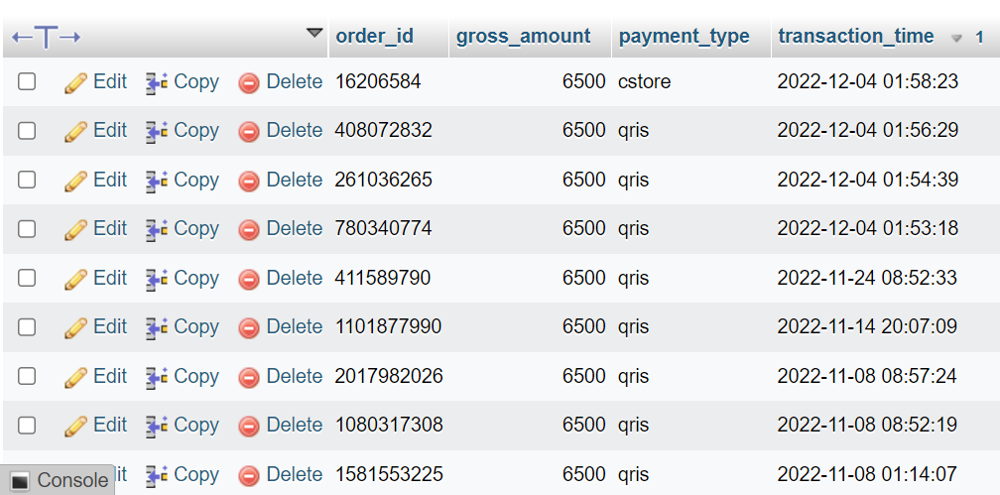 order_id gross_amount payment_type transaction_time 1
Edit Copy Delete 16206584 6500 cstore 2022-12-04 01:58:23
Edit Copy Delete 408072832 6500 qris 2022-12-04 01:56:29
Edit Copy Delete 261036265 6500 qris 2022-12-04 01:54:39
Edit Copy Delete 780340774 6500 qris 2022-12-04 01:53:18
Edit Copy Delete 411589790 6500 qris 2022-11-24 08:52:33
Edit Copy Delete 1101877990 6500 qris 2022-11-14 20:07:09
Edit Copy Delete 2017982026 6500 qris 2022-11-08 08:57:24
Edit Copy Delete 1080317308 6500 qris 2022-11-08 08:52:19
Console Copy Delete 1581553225 6500 qris 2022-11-08 01:14:07